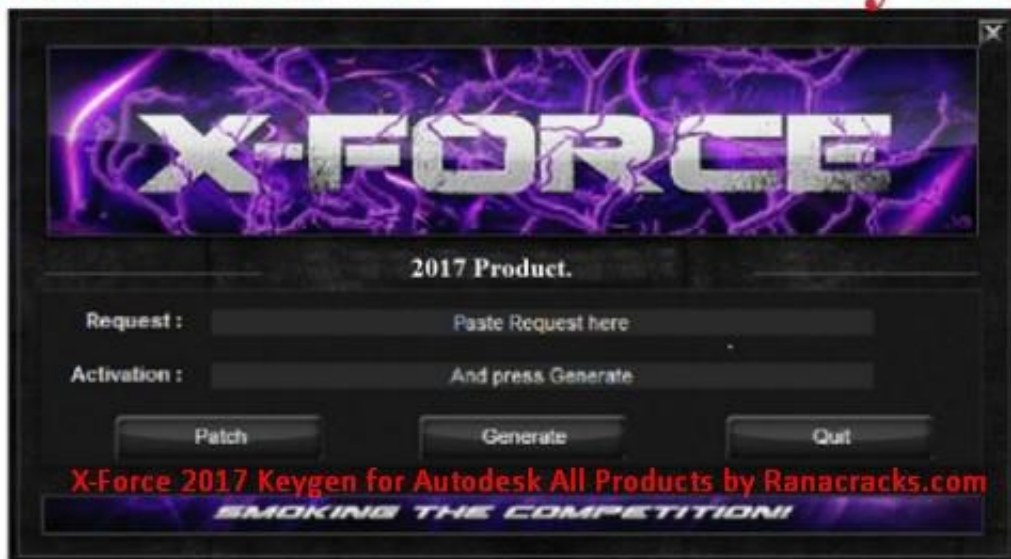 X-FORCE
2017 Product.
Request :
Paste Request here
Activation :
And press Generate
Patch
Generate
Quit
X-Force 2017 Keygen for Autodesk All Products by Ranacracks.com
SMOKING THE COMPETITION!